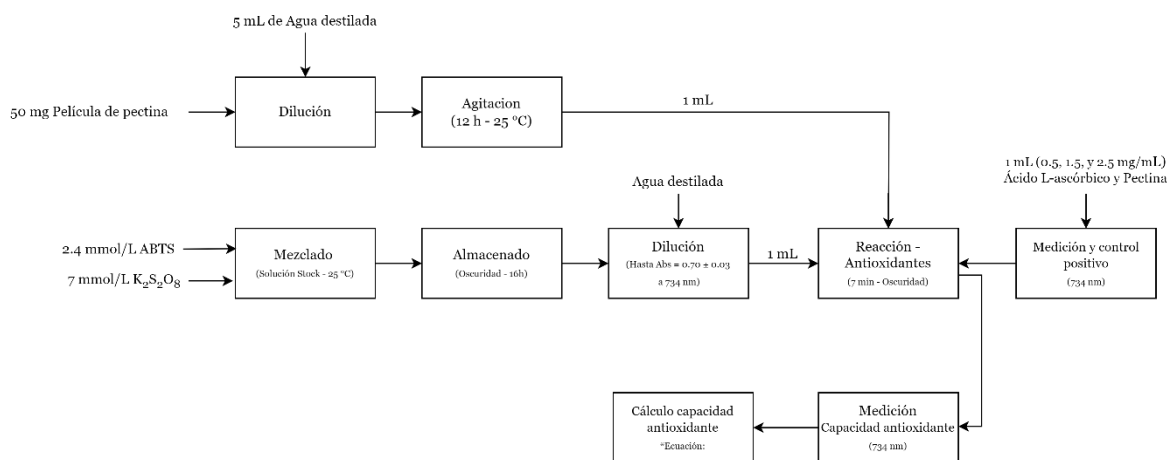 5 mL de Agua destilada
50 mg Película de pectina
Dilución
Agitacion
(12 h - 25 °C)
1 mL
1 mL (0.5, 1.5, y 2.5 mg/mL)
Ácido L-ascórbico y Pectina
Agua destilada
2.4 mmol/L ABTS
7 mmol/L K₂S₂O₈
Mezclado
(Solución Stock - 25 °C)
Almacenado
(Oscuridad - 16h)
Dilución
(Hasta Abs = 0.70 ± 0.03
a 734 nm)
1 mL
Reacción -
Antioxidantes
(7 min - Oscuridad)
Medición y control
positivo
(734 nm)
Cálculo capacidad
antioxidante
*Ecuación:
Medición
Capacidad antioxidante
(734 nm)